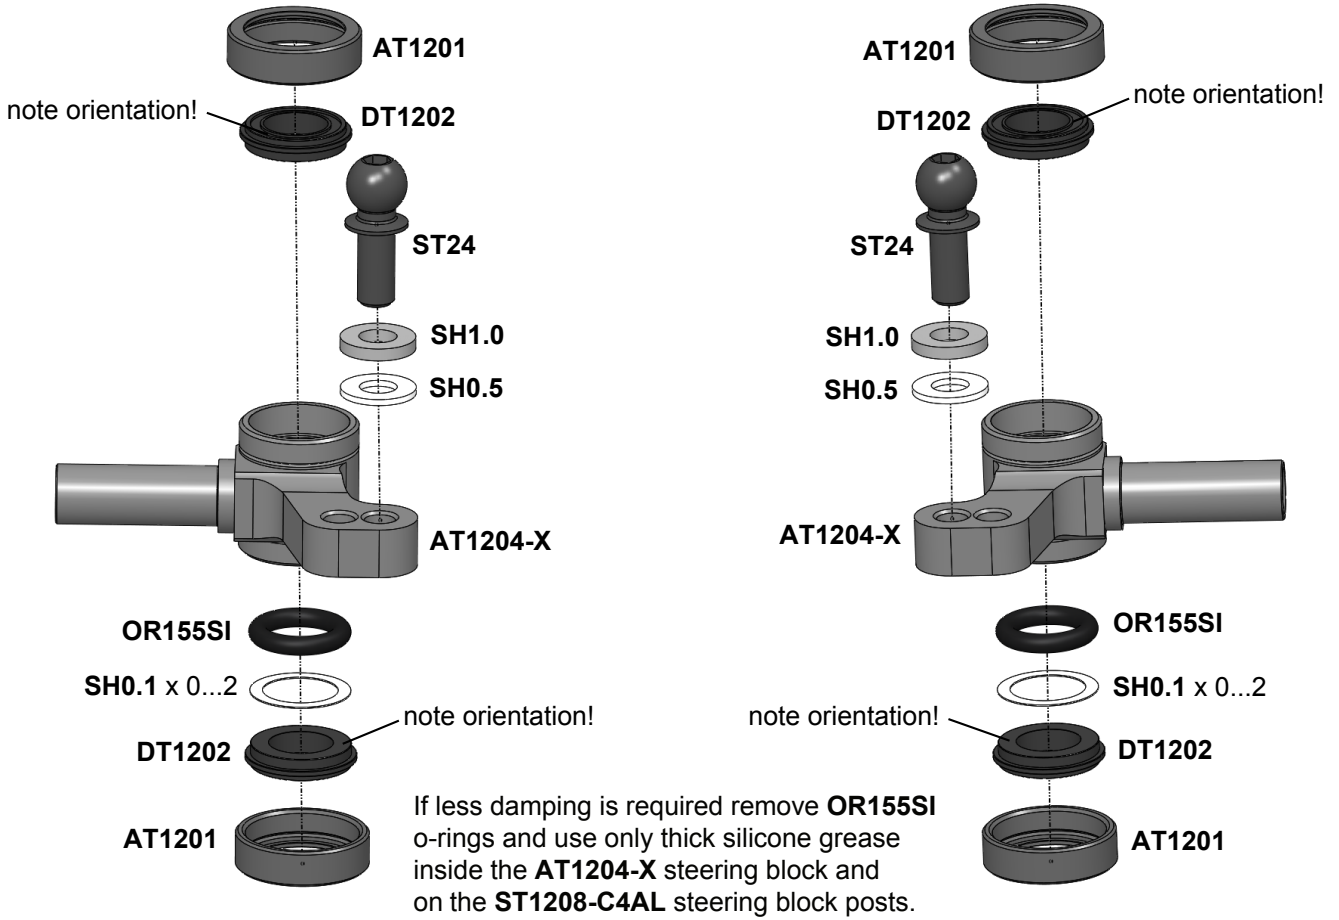 AT1201
note orientation!
DT1202
ST24
SH1.0
SH0.5
AT1204-X
OR155SI
SH0.1 x 0...2
note orientation!
DT1202
AT1201
AT1201
note orientation!
DT1202
ST24
SH1.0
SH0.5
AT1204-X
OR155SI
SH0.1 x 0...2
note orientation!
DT1202
AT1201
If less damping is required remove OR155SI
o-rings and use only thick silicone grease
inside the AT1204-X steering block and
on the ST1208-C4AL steering block posts.